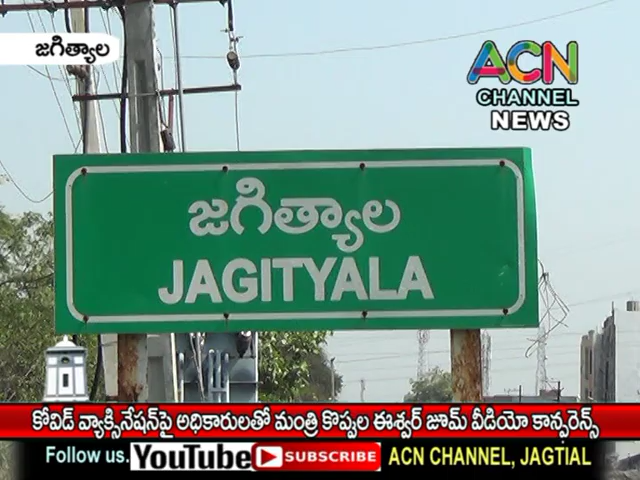 జగిత్యాల
ACN
CHANNEL
NEWS
జగిత్యాల
JAGITYALA
కోవిడ్ వ్యాక్సినేషన్‌పై అధికారులతో మంత్రి కొప్పుల ఈశ్వర్ జూమ్ వీడియో కాన్ఫరెన్స్
Follow us. YouTube SUBSCRIBE ACN CHANNEL, JAGTIAL